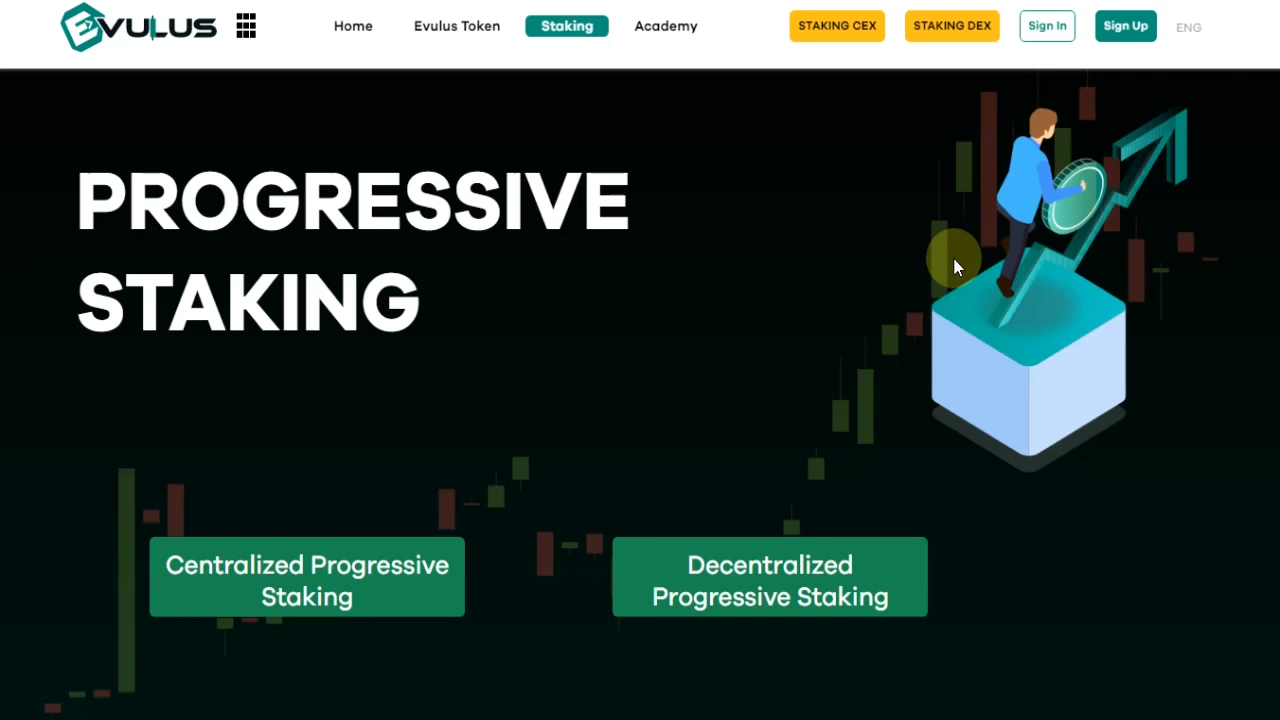 EVULUS
Home
Evulus Token
Staking
Academy
STAKING CEX
STAKING DEX
Sign In
Sign Up
ENG
PROGRESSIVE
STAKING
Centralized Progressive
Staking
Decentralized
Progressive Staking